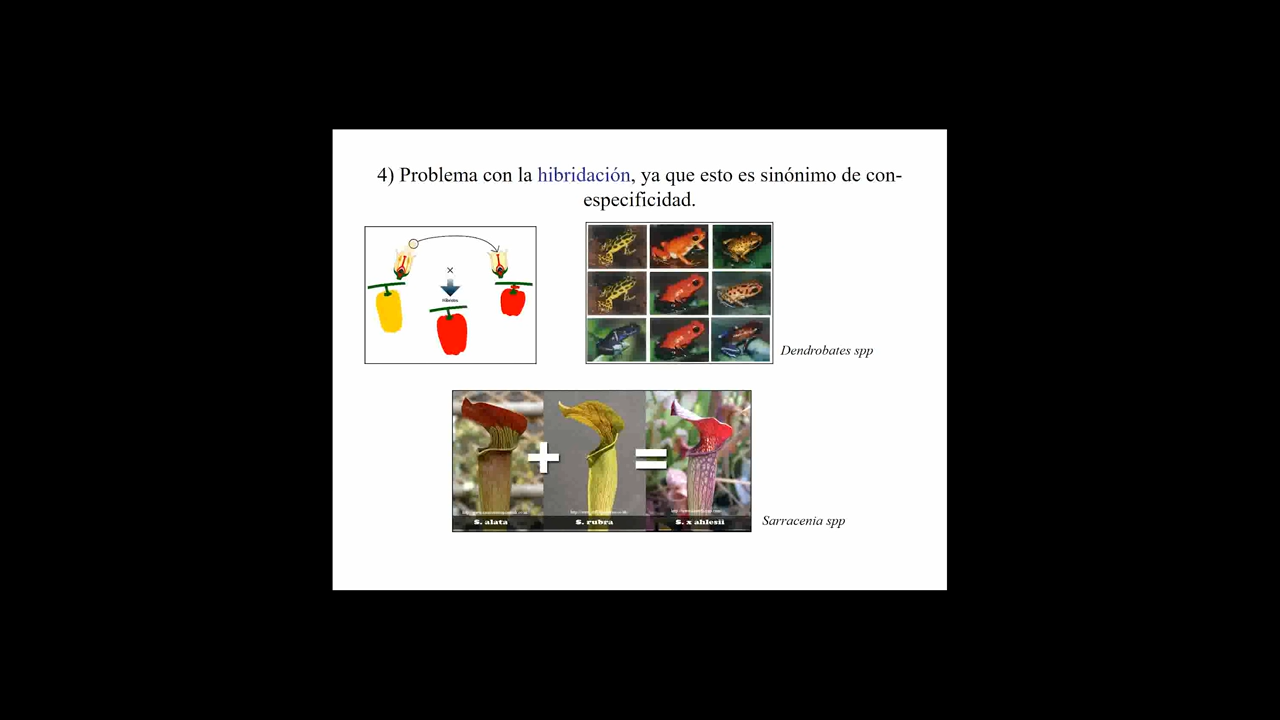 4) Problema con la hibridación, ya que esto es sinónimo de con-
especificidad.
×
Híbridos
Dendrobates spp
+
=
S. alata
S. rubra
S. x ahlesii
Sarracenia spp